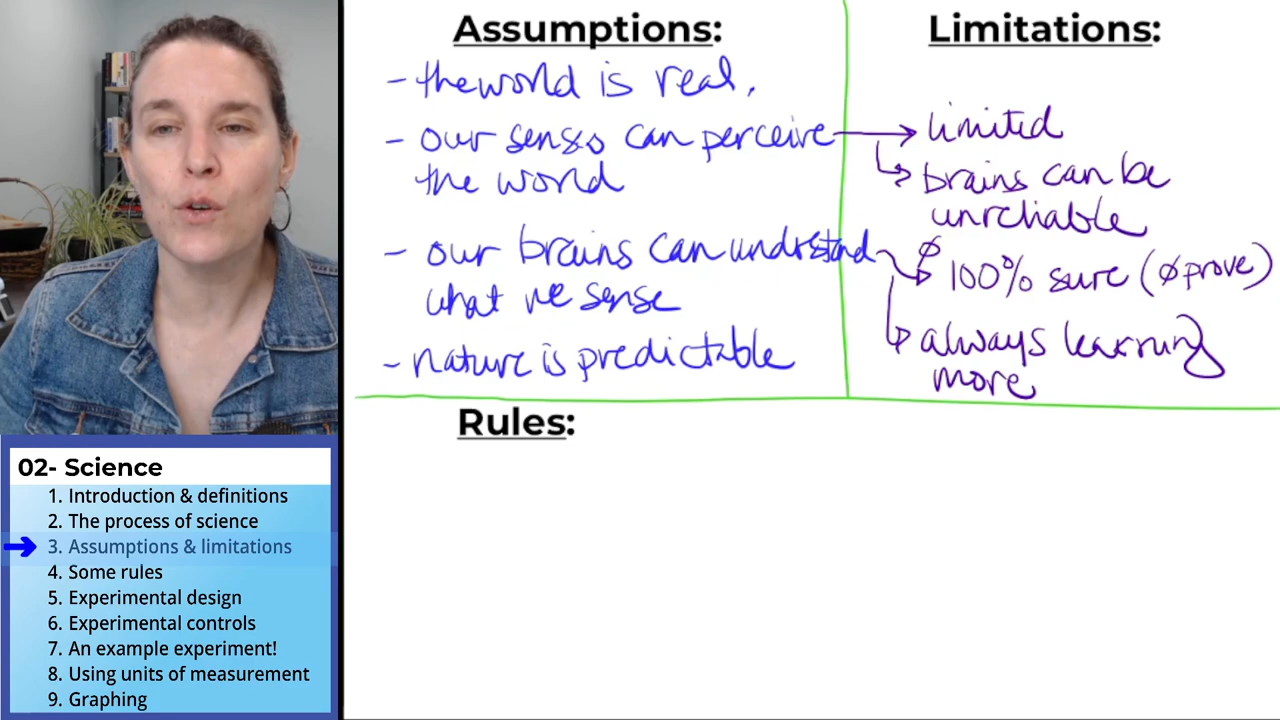 Assumptions:
- the world is real.
- our senses can perceive
the world
- our brains can understand
what we sense
- nature is predictable
Limitations:
limited
brains can be
unreliable
∅ 100% sure (∅ prove)
always learning
more
Rules:
02- Science
1. Introduction & definitions
2. The process of science
3. Assumptions & limitations
4. Some rules
5. Experimental design
6. Experimental controls
7. An example experiment!
8. Using units of measurement
9. Graphing